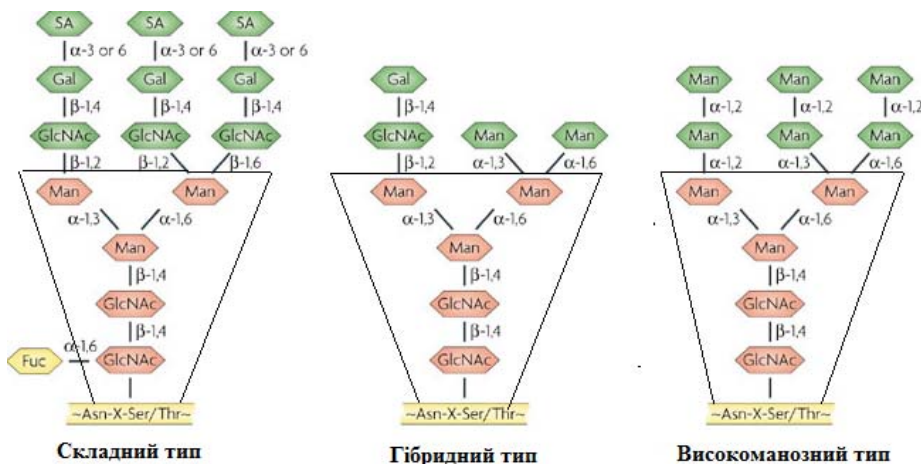 SA SA SA
α-3 or 6 α-3 or 6 α-3 or 6
Gal Gal Gal
β-1,4 β-1,4 β-1,4
GlcNAc GlcNAc GlcNAc
β-1,2 β-1,2 β-1,6
Man Man
α-1,3 α-1,6
Man
β-1,4
GlcNAc
β-1,4
α-1,6
Fuc GlcNAc
~Asn-X-Ser/Thr~
Складний тип
Gal
β-1,4
GlcNAc Man Man
β-1,2 α-1,3 α-1,6
Man Man
α-1,3 α-1,6
Man
β-1,4
GlcNAc
β-1,4
GlcNAc
~Asn-X-Ser/Thr~
Гібридний тип
Man Man Man
α-1,2 α-1,2 α-1,2
Man Man Man
α-1,2 α-1,3 α-1,6
Man Man
α-1,3 α-1,6
Man
β-1,4
GlcNAc
β-1,4
GlcNAc
~Asn-X-Ser/Thr~
Високоманозний тип